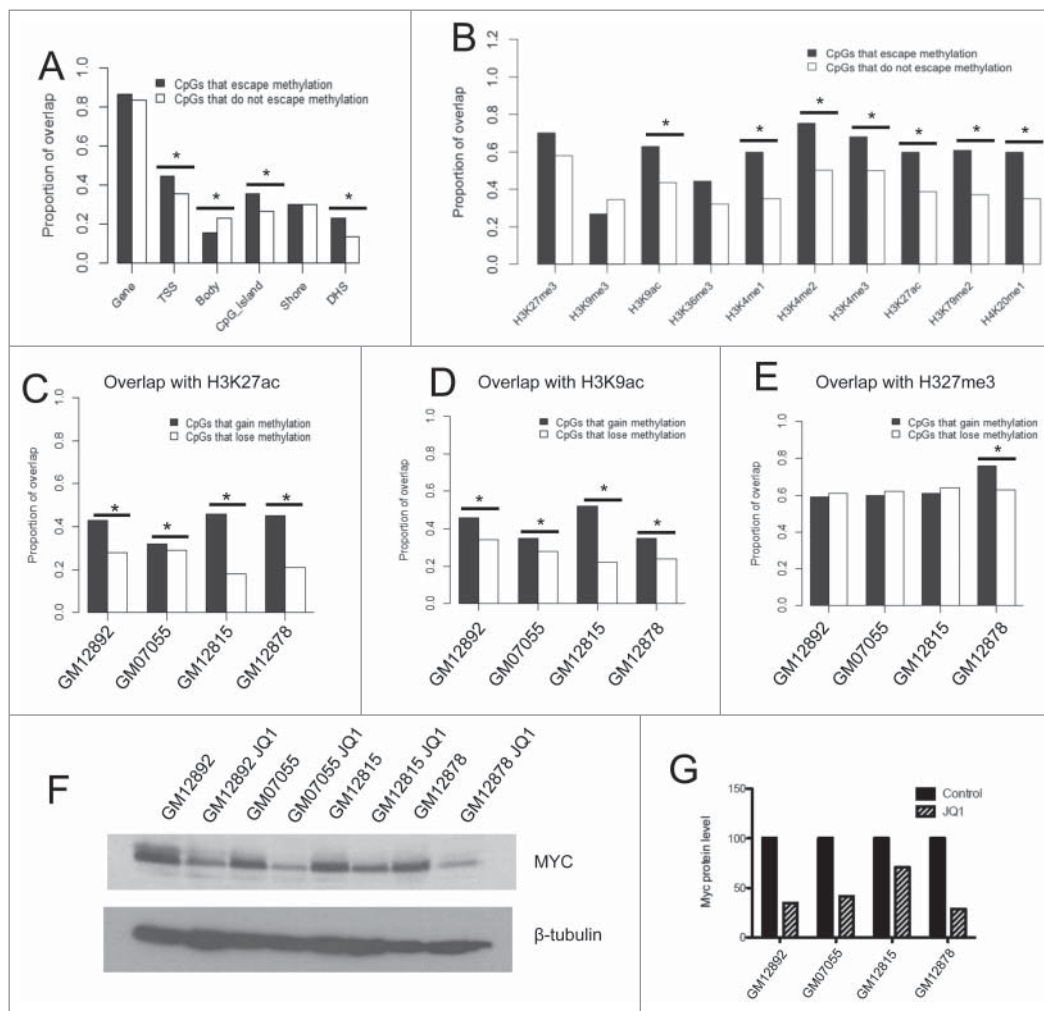 A
CpGs that escape methylation
CpGs that do not escape methylation
Proportion of overlap
0.0 0.2 0.4 0.6 0.8 1.0
Gene TSS Body CpG_Island Shore DHS
* * * *
B
CpGs that escape methylation
CpGs that do not escape methylation
Proportion of overlap
0.0 0.2 0.4 0.6 0.8 1.0 1.2
H3K27me3 H3K9me3 H3K9ac H3K36me3 H3K4me1 H3K4me2 H3K4me3 H3K27ac H3K79me2 H4K20me1
* * * * * * *
C
Overlap with H3K27ac
CpGs that gain methylation
CpGs that lose methylation
Proportion of overlap
0.0 0.2 0.4 0.6 0.8 1.0
* * * *
GM12892 GM07055 GM12815 GM12878
D
Overlap with H3K9ac
CpGs that gain methylation
CpGs that lose methylation
Proportion of overlap
0.0 0.2 0.4 0.6 0.8 1.0
* * * *
GM12892 GM07055 GM12815 GM12878
E
Overlap with H327me3
CpGs that gain methylation
CpGs that lose methylation
Proportion of overlap
0.0 0.2 0.4 0.6 0.8 1.0
*
GM12892 GM07055 GM12815 GM12878
F
GM12892 GM12892 JQ1 GM07055 GM07055 JQ1 GM12815 GM12815 JQ1 GM12878 GM12878 JQ1
MYC
β-tubulin
G
Control
JQ1
Myc protein level
0 50 100 150
GM12892 GM07055 GM12815 GM12878